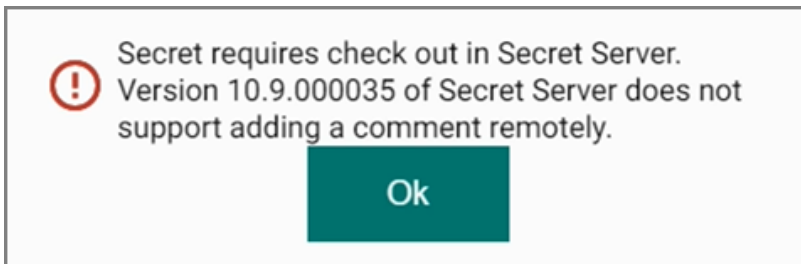 Secret requires check out in Secret Server.
Version 10.9.000035 of Secret Server does not
support adding a comment remotely.
Ok